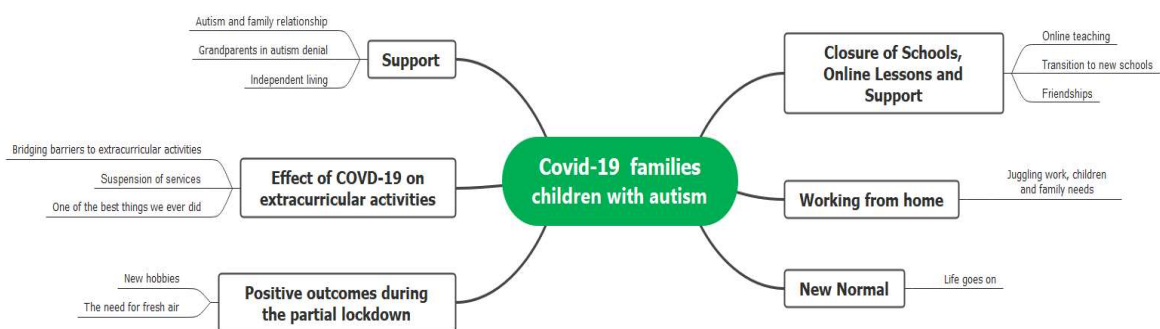 Covid-19 families
children with autism
Support
Autism and family relationship
Grandparents in autism denial
Independent living
Effect of COVD-19 on
extracurricular activities
Bridging barriers to extracurricular activities
Suspension of services
One of the best things we ever did
Positive outcomes during
the partial lockdown
New hobbies
The need for fresh air
Closure of Schools,
Online Lessons and
Support
Online teaching
Transition to new schools
Friendships
Working from home
Juggling work, children
and family needs
New Normal
Life goes on